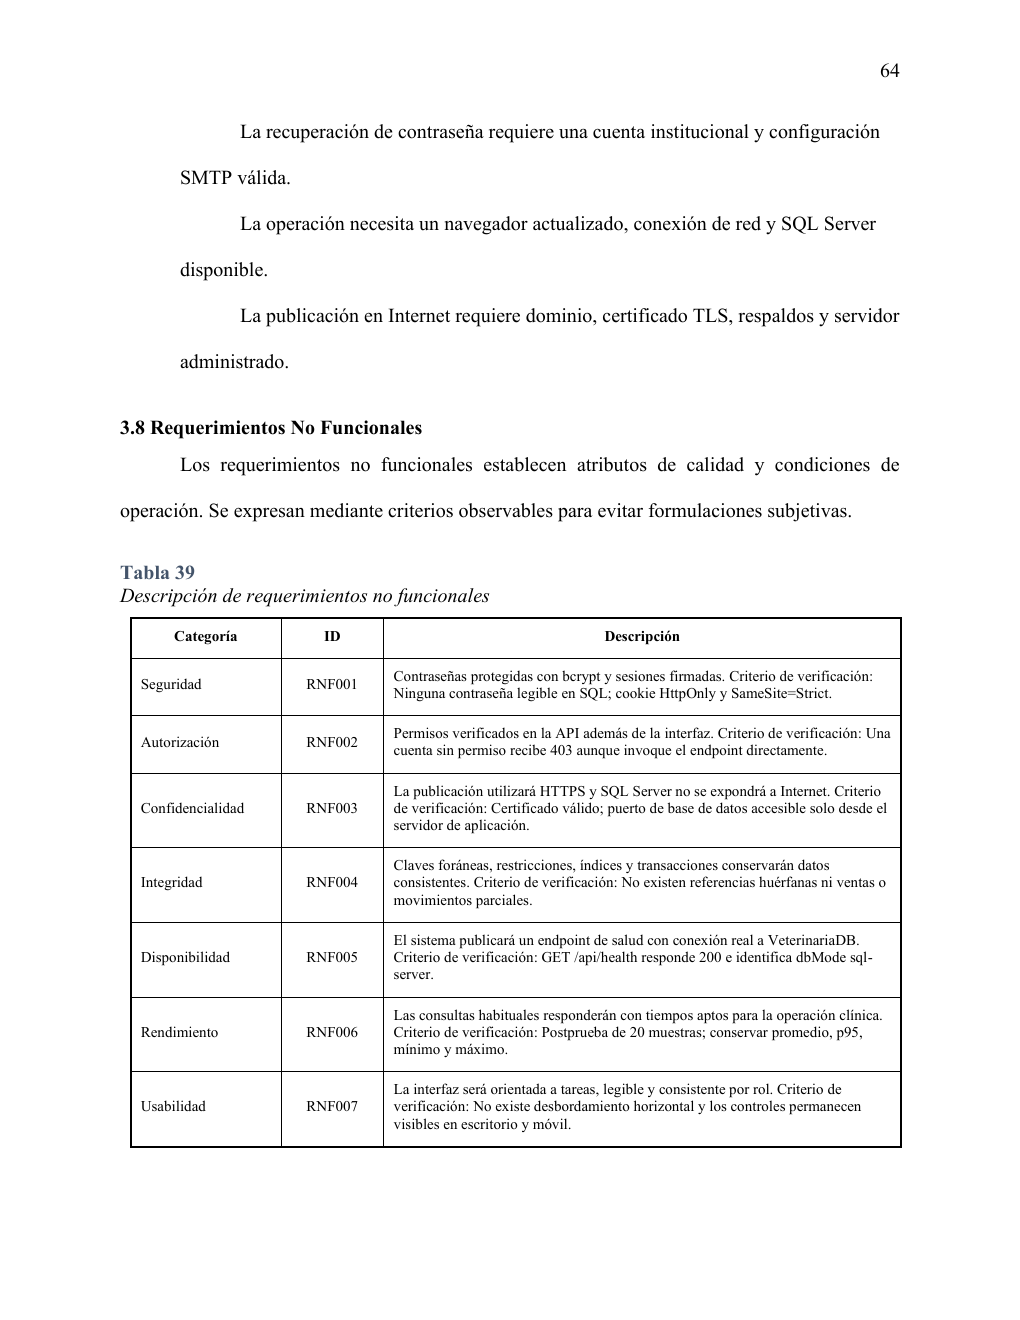 64
La recuperación de contraseña requiere una cuenta institucional y configuración
SMTP válida.
La operación necesita un navegador actualizado, conexión de red y SQL Server
disponible.
La publicación en Internet requiere dominio, certificado TLS, respaldos y servidor
administrado.
3.8 Requerimientos No Funcionales
Los requerimientos no funcionales establecen atributos de calidad y condiciones de
operación. Se expresan mediante criterios observables para evitar formulaciones subjetivas.
Tabla 39
Descripción de requerimientos no funcionales
Categoría ID Descripción
Seguridad RNF001 Contraseñas protegidas con bcrypt y sesiones firmadas. Criterio de verificación:
Ninguna contraseña legible en SQL; cookie HttpOnly y SameSite=Strict.
Autorización RNF002 Permisos verificados en la API además de la interfaz. Criterio de verificación: Una
cuenta sin permiso recibe 403 aunque invoque el endpoint directamente.
Confidencialidad RNF003 La publicación utilizará HTTPS y SQL Server no se expondrá a Internet. Criterio
de verificación: Certificado válido; puerto de base de datos accesible solo desde el
servidor de aplicación.
Integridad RNF004 Claves foráneas, restricciones, índices y transacciones conservarán datos
consistentes. Criterio de verificación: No existen referencias huérfanas ni ventas o
movimientos parciales.
Disponibilidad RNF005 El sistema publicará un endpoint de salud con conexión real a VeterinariaDB.
Criterio de verificación: GET /api/health responde 200 e identifica dbMode sql-
server.
Rendimiento RNF006 Las consultas habituales responderán con tiempos aptos para la operación clínica.
Criterio de verificación: Postprueba de 20 muestras; conservar promedio, p95,
mínimo y máximo.
Usabilidad RNF007 La interfaz será orientada a tareas, legible y consistente por rol. Criterio de
verificación: No existe desbordamiento horizontal y los controles permanecen
visibles en escritorio y móvil.